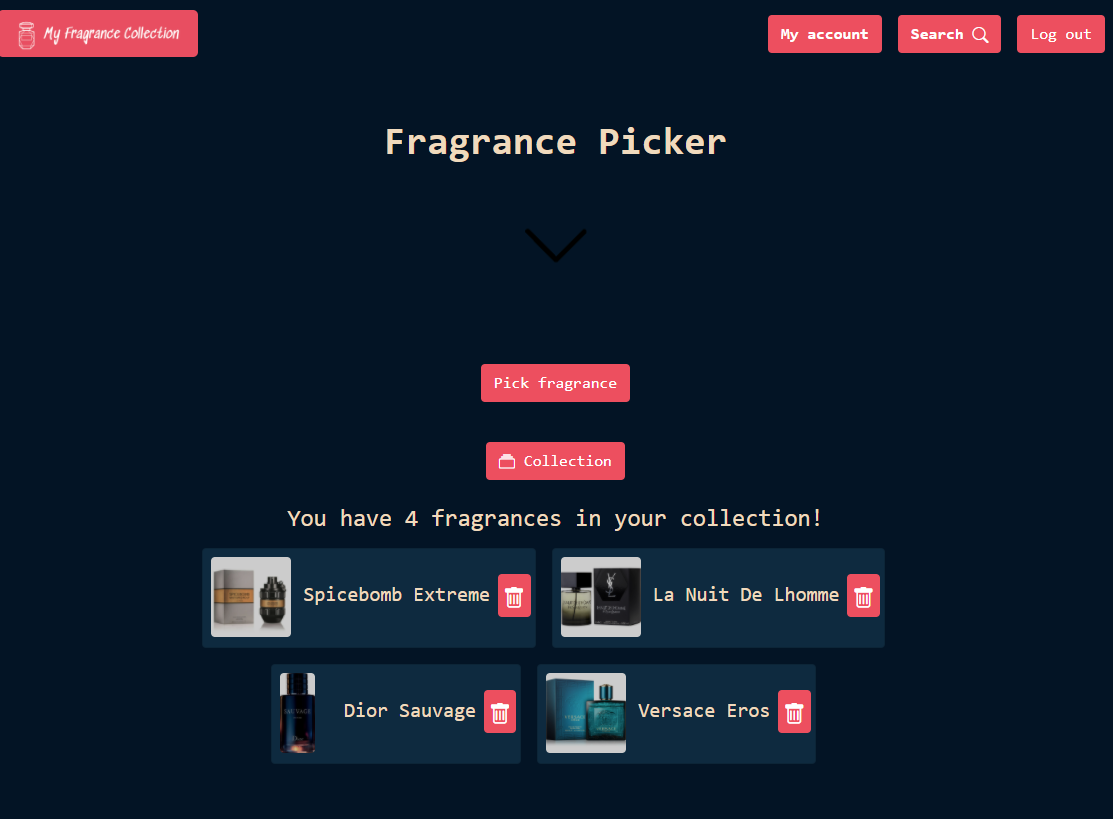 My Fragrance Collection
My account
Search
Log out
Fragrance Picker
Pick fragrance
Collection
You have 4 fragrances in your collection!
Spicebomb Extreme
La Nuit De Lhomme
Dior Sauvage
SAUVAGE
Versace Eros